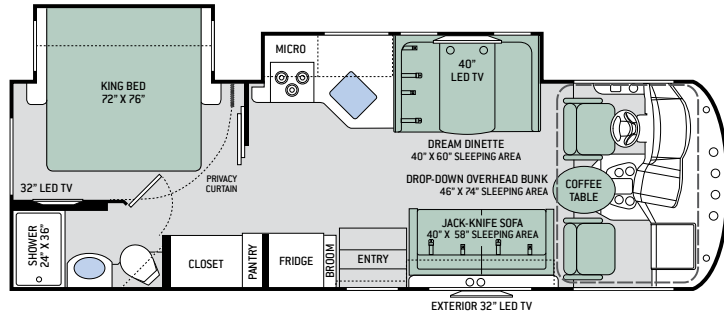 MICRO
KING BED
72" X 76"
40"
LED TV
DREAM DINETTE
40"X 60" SLEEPING AREA
PRIVACY
CURTAIN
DROP-DOWN OVERHEAD BUNK
46"X 74" SLEEPING AREA
COFFEE
TABLE
32" LED TV
JACK-KNIFE SOFA
40"X 58" SLEEPING AREA
SHOWER
24" X 36"
CLOSET
PANTRY
FRIDGE
BROOM
ENTRY
EXTERIOR 32" LED TV